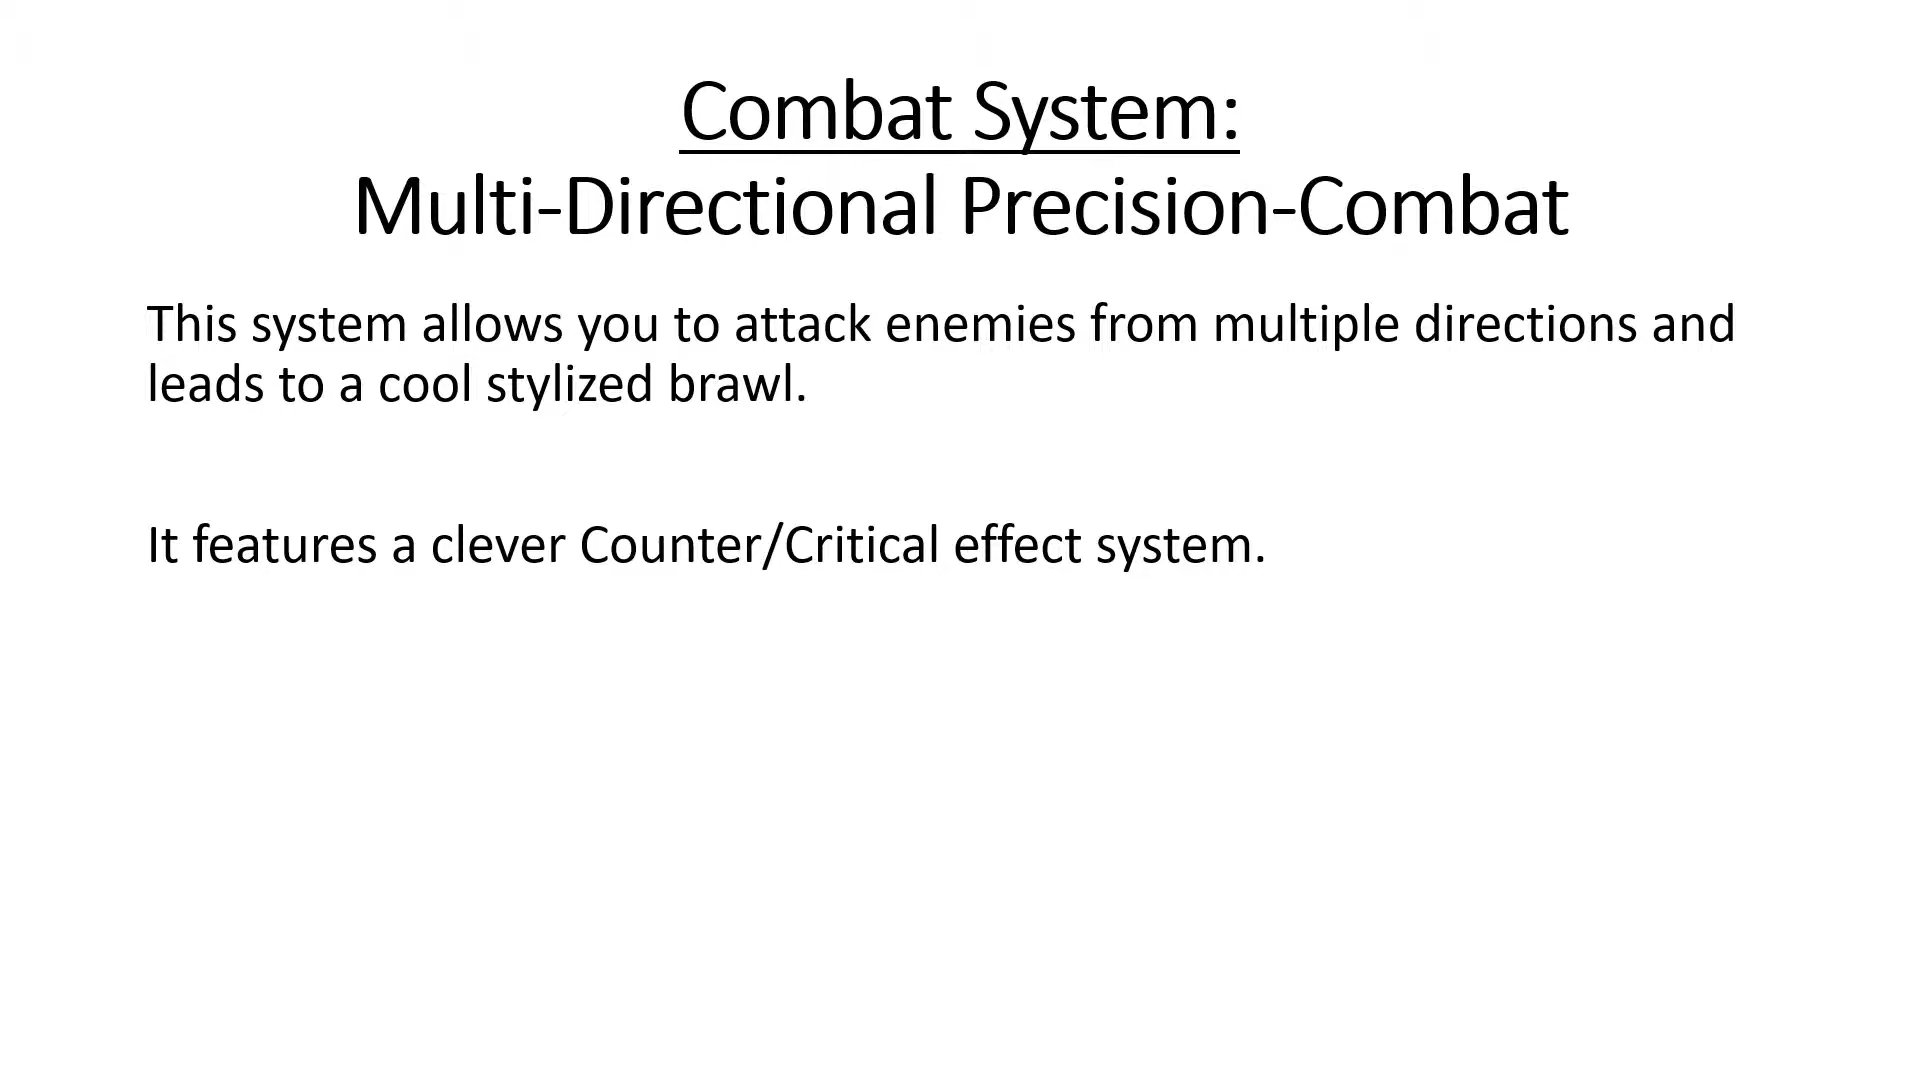 Combat System:
Multi-Directional Precision-Combat
This system allows you to attack enemies from multiple directions and
leads to a cool stylized brawl.
It features a clever Counter/Critical effect system.